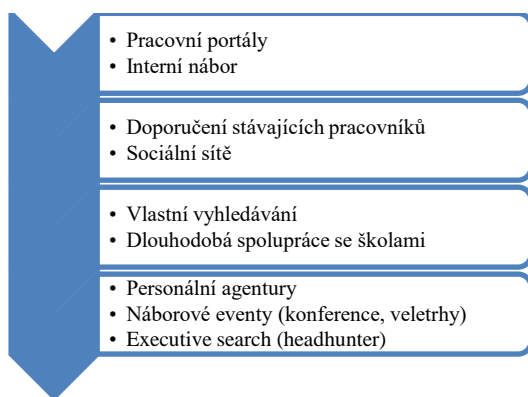 • Pracovní portály
• Interní nábor
• Doporučení stávajících pracovníků
• Sociální sítě
• Vlastní vyhledávání
• Dlouhodobá spolupráce se školami
• Personální agentury
• Náborové eventy (konference, veletrhy)
• Executive search (headhunter)